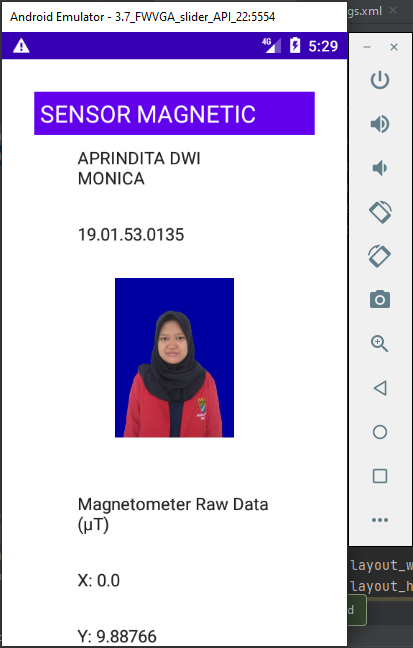 Android Emulator - 3.7_FWVGA_slider_API_22:5554
gs.xml
4G
5:29
SENSOR MAGNETIC
APRINDITA DWI
MONICA
19.01.53.0135
Magnetometer Raw Data
(µT)
X: 0.0
Y: 9.88766
layout_w
layout_h
d